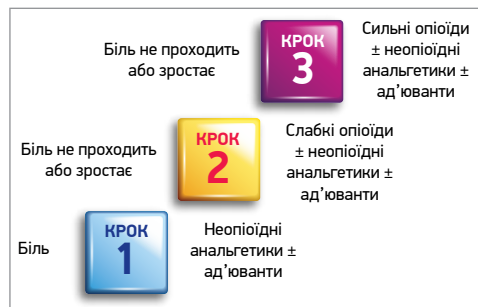 Біль не проходить
або зростає
КРОК
3
Сильні опіоїди
± неопіоїдні
анальгетики ±
ад’юванти
Біль не проходить
або зростає
КРОК
2
Слабкі опіоїди
± неопіоїдні
анальгетики ±
ад’юванти
Біль
КРОК
1
Неопіоїдні
анальгетики ±
ад’юванти